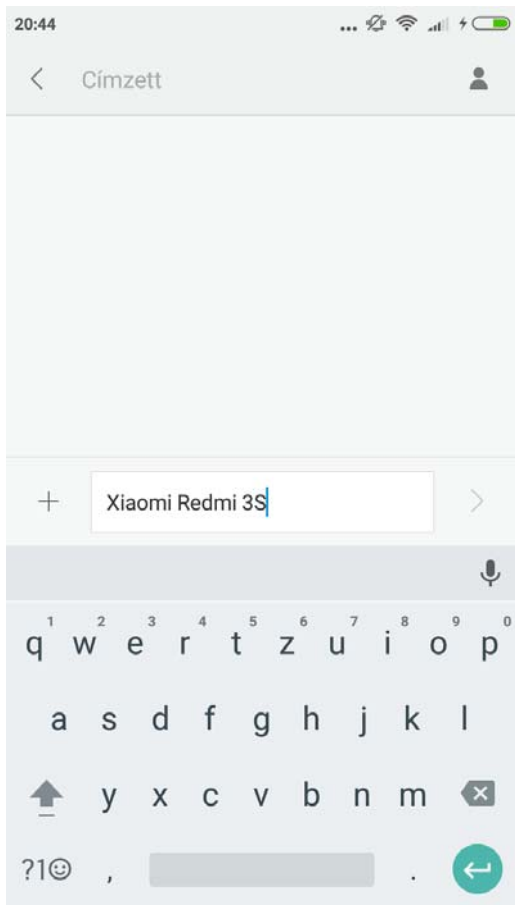 20:44
Címzett
Xiaomi Redmi 3S
1 2 3 4 5 6 7 8 9 0
q w e r t z u i o p
a s d f g h j k l
y x c v b n m
?1☺ , .